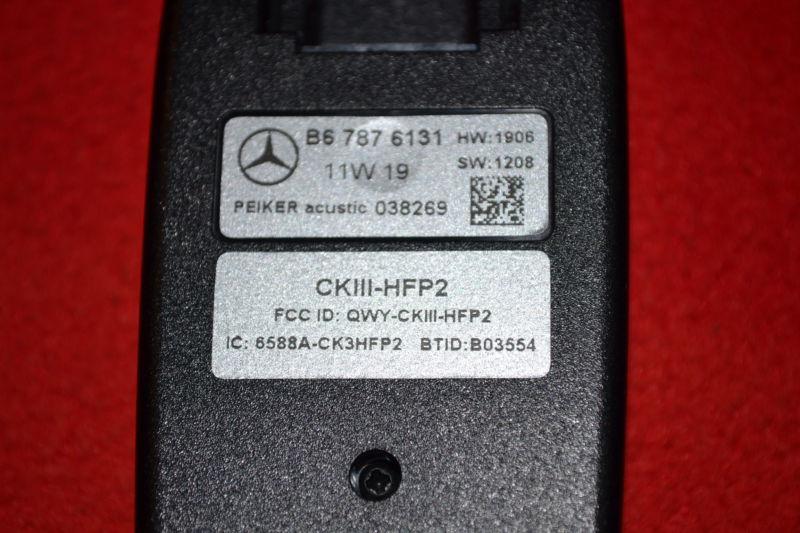 B6 787 6131 HW:1906
11W 19 SW:1208
PEIKER acustic 038269
CKIII-HFP2
FCC ID: QWY-CKIII-HFP2
IC: 6588A-CK3HFP2 BTID:B03554